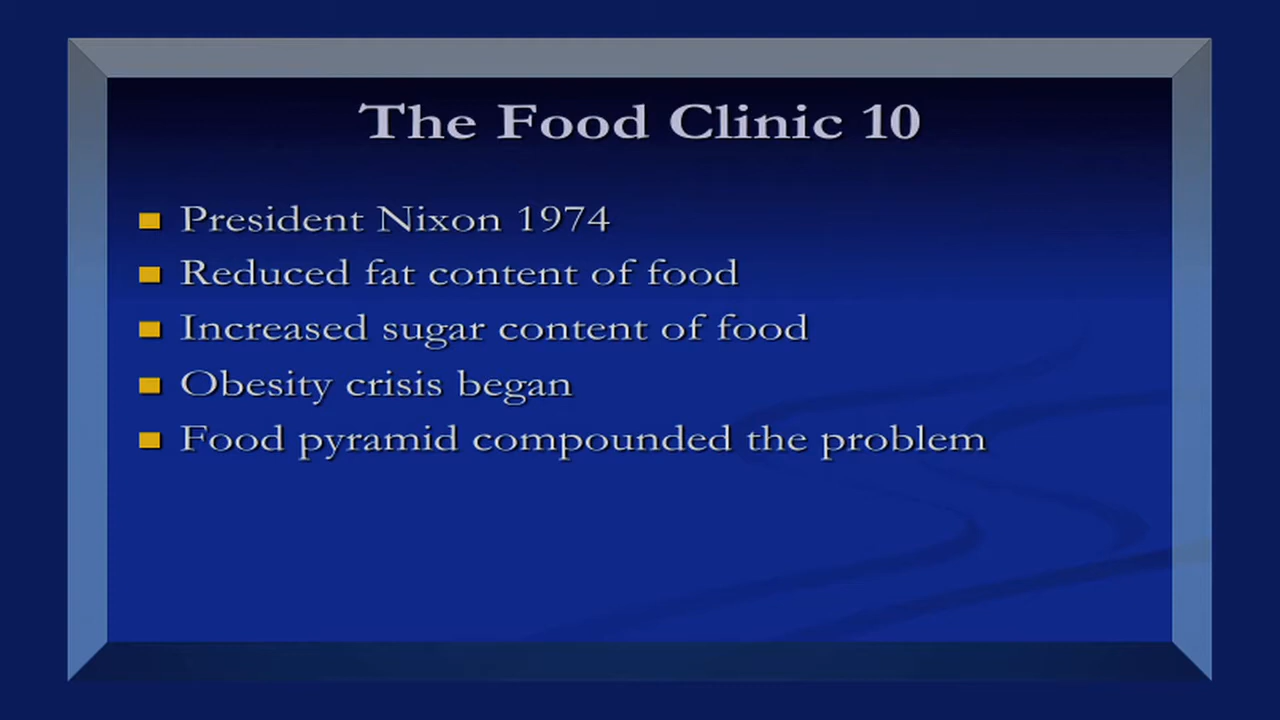 The Food Clinic 10
President Nixon 1974
Reduced fat content of food
Increased sugar content of food
Obesity crisis began
Food pyramid compounded the problem